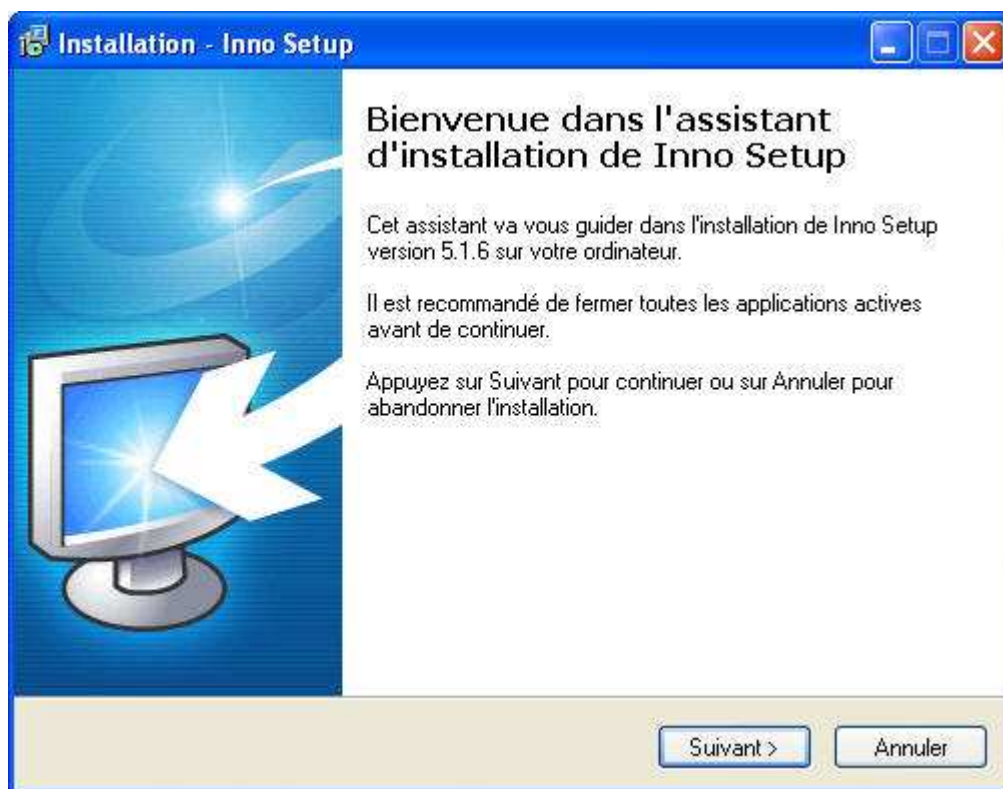 Installation - Inno Setup
Bienvenue dans l'assistant
d'installation de Inno Setup
Cet assistant va vous guider dans l'installation de Inno Setup
version 5.1.6 sur votre ordinateur.
Il est recommandé de fermer toutes les applications actives
avant de continuer.
Appuyez sur Suivant pour continuer ou sur Annuler pour
abandonner l'installation.
Suivant >
Annuler